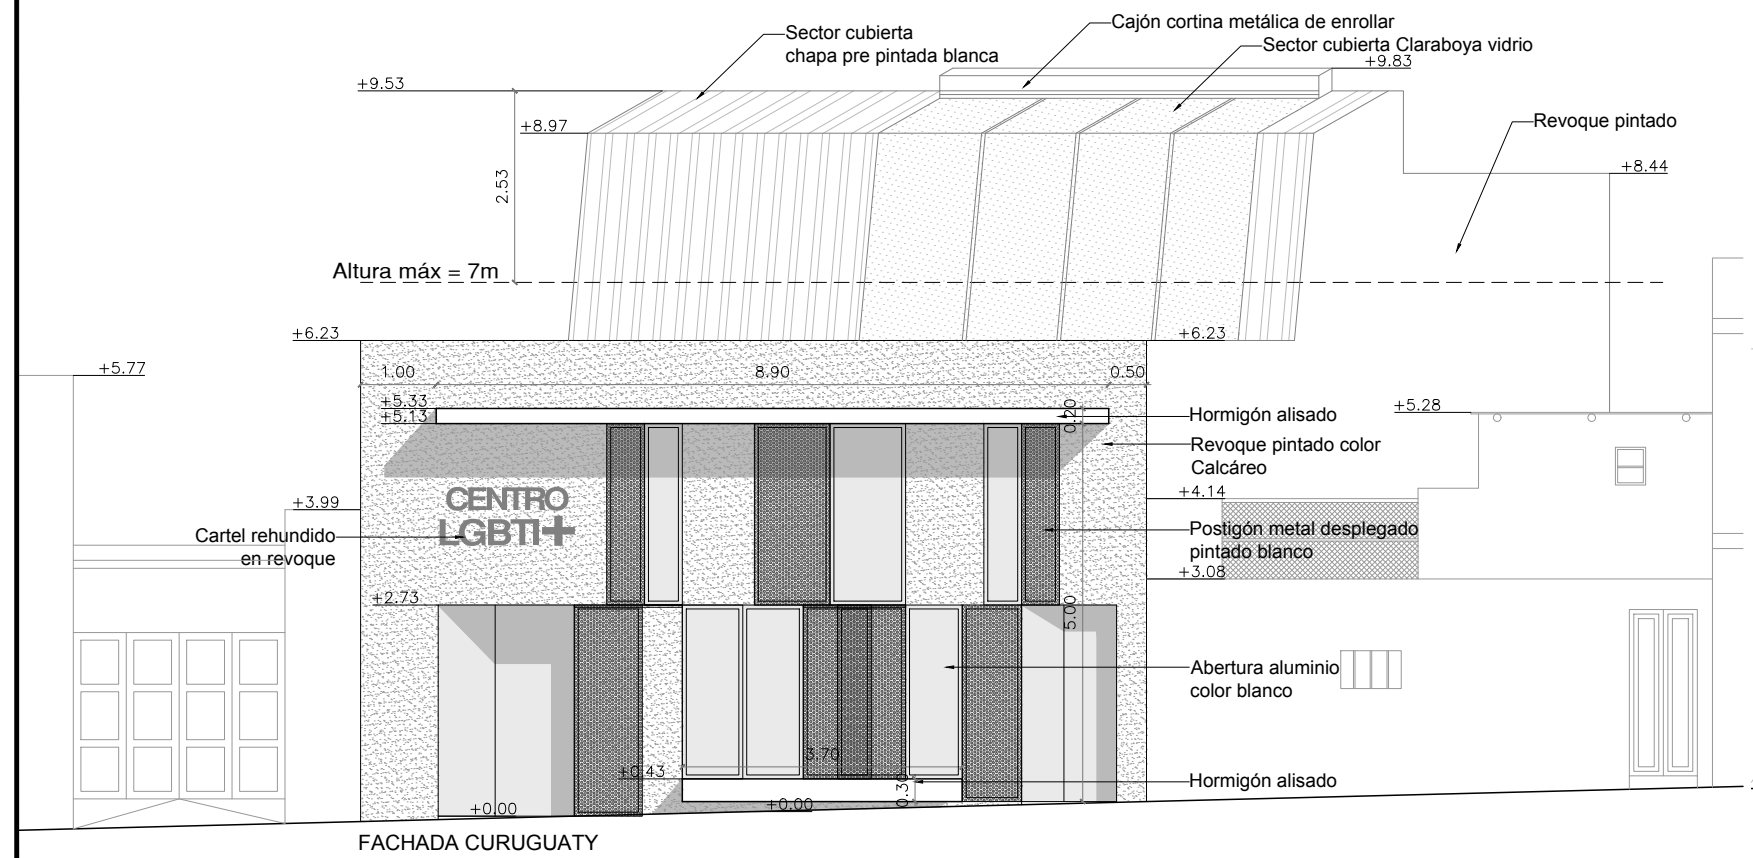 Cajón cortina metálica de enrollar
Sector cubierta
chapa pre pintada blanca
Sector cubierta Claraboya vidrio
+9.83
+9.53
+8.97
Revoque pintado
+8.44
2.53
Altura máx = 7m
+6.23
+6.23
+5.77
1.00
8.90
0.50
+5.33
+5.13
0.20
+5.28
Hormigón alisado
Revoque pintado color
Calcáreo
CENTRO
LGBTI+
+3.99
+4.14
Cartel rehundido
en revoque
Postigón metal desplegado
pintado blanco
+3.08
+2.73
5.00
Abertura aluminio
color blanco
3.70
+0.43
0.30
Hormigón alisado
+0.00
+0.00
FACHADA CURUGUATY